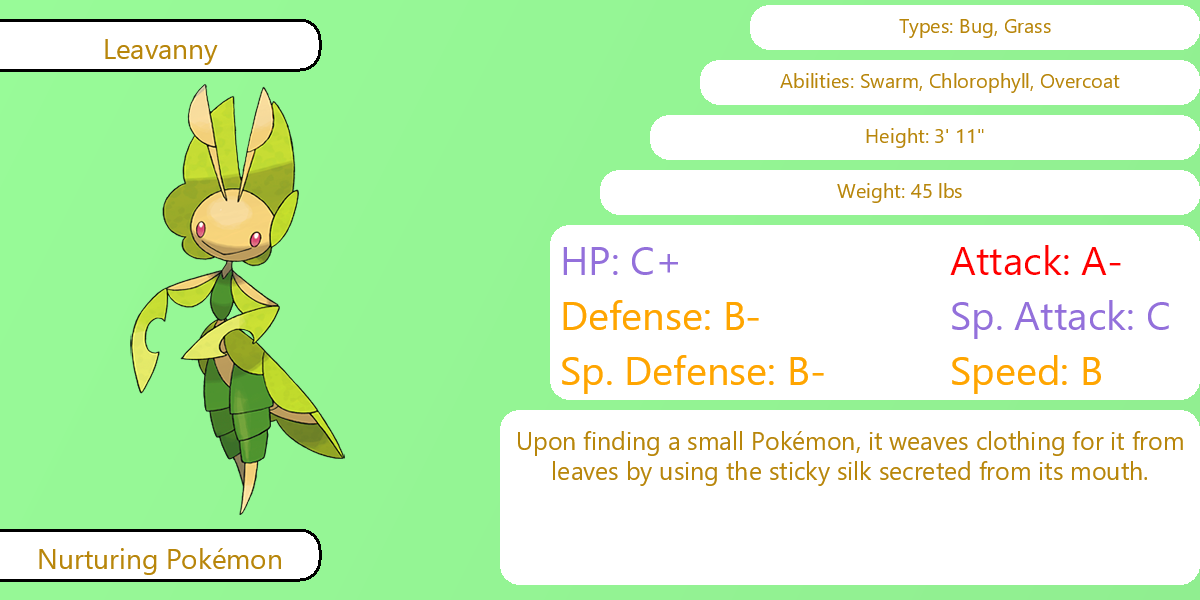 Leavanny
Types: Bug, Grass
Abilities: Swarm, Chlorophyll, Overcoat
Height: 3' 11"
Weight: 45 lbs
HP: C+
Attack: A-
Defense: B-
Sp. Attack: C
Sp. Defense: B-
Speed: B
Upon finding a small Pokémon, it weaves clothing for it from
leaves by using the sticky silk secreted from its mouth.
Nurturing Pokémon